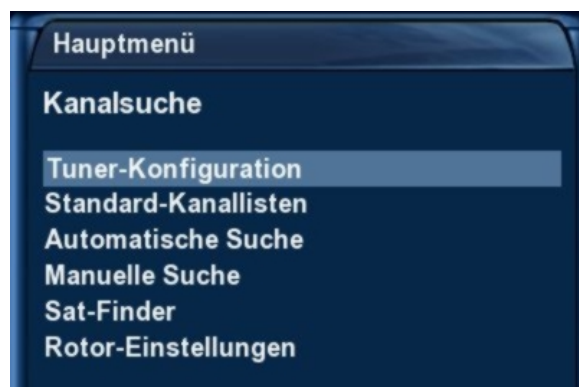 Hauptmenü
Kanalsuche
Tuner-Konfiguration
Standard-Kanallisten
Automatische Suche
Manuelle Suche
Sat-Finder
Rotor-Einstellungen